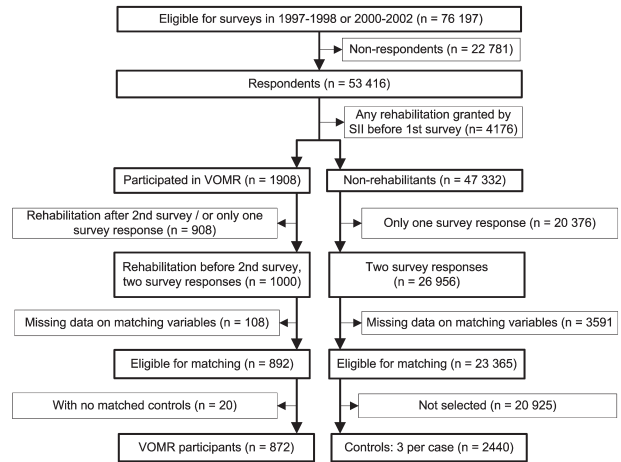 Eligible for surveys in 1997-1998 or 2000-2002 (n = 76 197)
Non-respondents (n = 22 781)
Respondents (n = 53 416)
Any rehabilitation granted by
SII before 1st survey (n= 4176)
Participated in VOMR (n = 1908)
Non-rehabilitants (n = 47 332)
Rehabilitation after 2nd survey / or only one
survey response (n = 908)
Only one survey response (n = 20 376)
Rehabilitation before 2nd survey,
two survey responses (n = 1000)
Two survey responses
(n = 26 956)
Missing data on matching variables (n = 108)
Missing data on matching variables (n = 3591
Eligible for matching (n = 892)
Eligible for matching (n = 23 365)
With no matched controls (n = 20)
Not selected (n = 20 925)
VOMR participants (n = 872)
Controls: 3 per case (n = 2440)